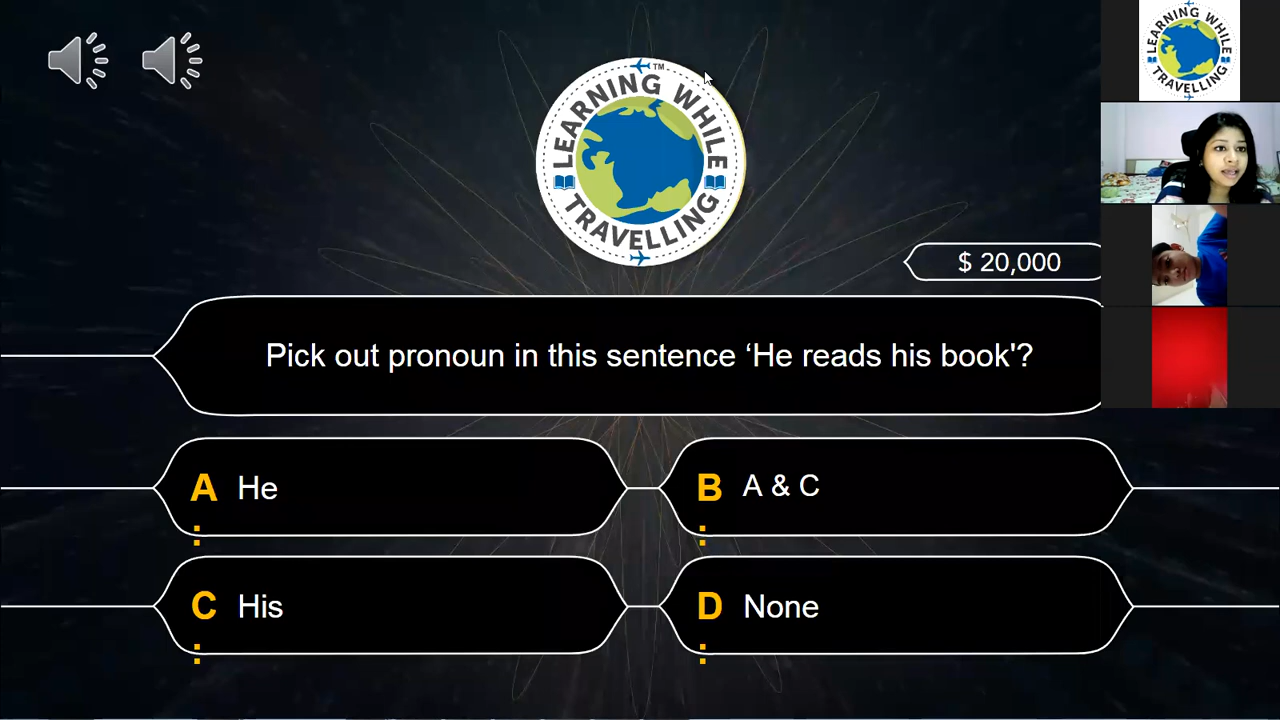 LEARNING WHILE
TRAVELLING
TM
$ 20,000
Pick out pronoun in this sentence ‘He reads his book'?
A : He
B : A & C
C : His
D : None
LEARNING WHILE
TRAVELLING